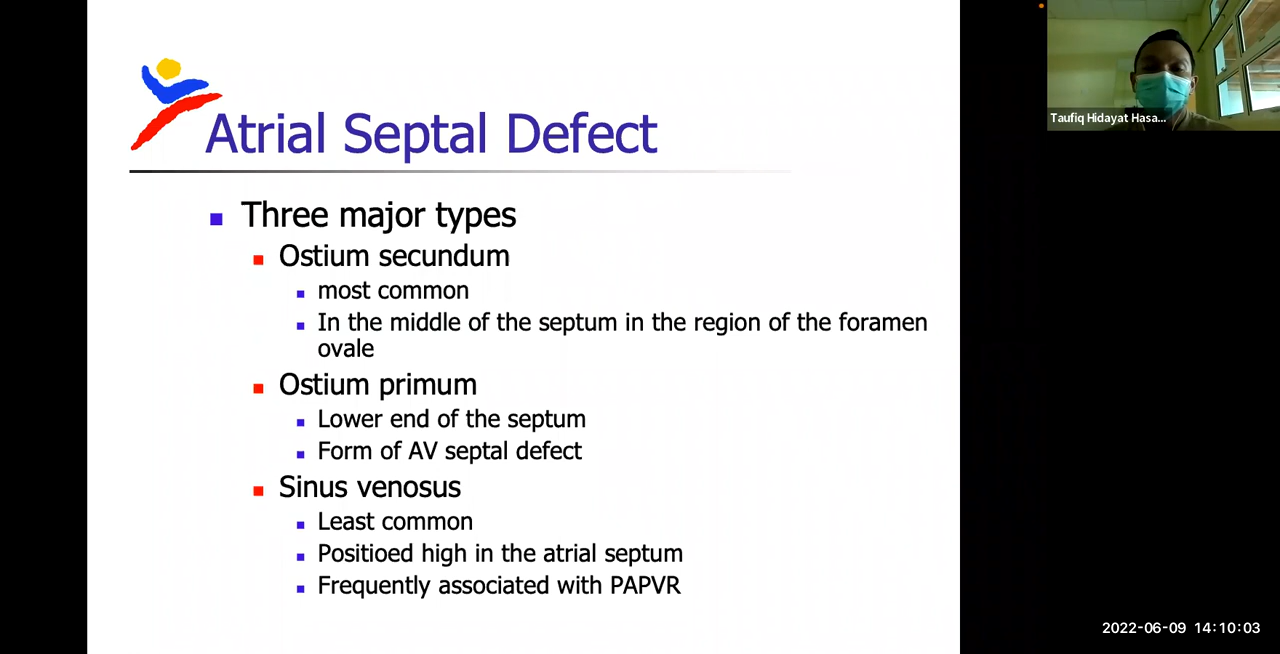 Atrial Septal Defect
Three major types
Ostium secundum
most common
In the middle of the septum in the region of the foramen
ovale
Ostium primum
Lower end of the septum
Form of AV septal defect
Sinus venosus
Least common
Positioed high in the atrial septum
Frequently associated with PAPVR
Taufiq Hidayat Hasa...
2022-06-09 14:10:03